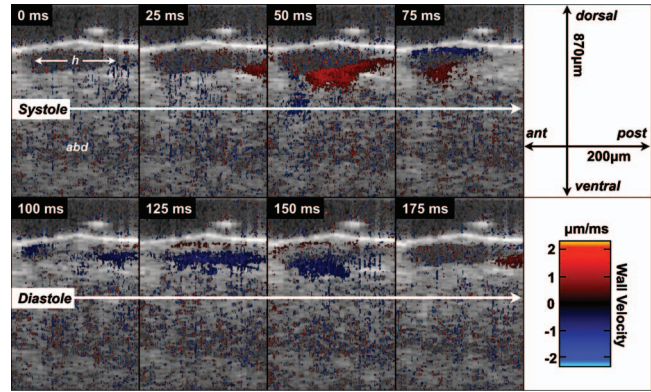 0 ms
25 ms
50 ms
75 ms
h
Systole
abd
dorsal
870µm
ant
post
200µm
ventral
100 ms
125 ms
150 ms
175 ms
Diastole
µm/ms
2
1
0
-1
-2
Wall Velocity